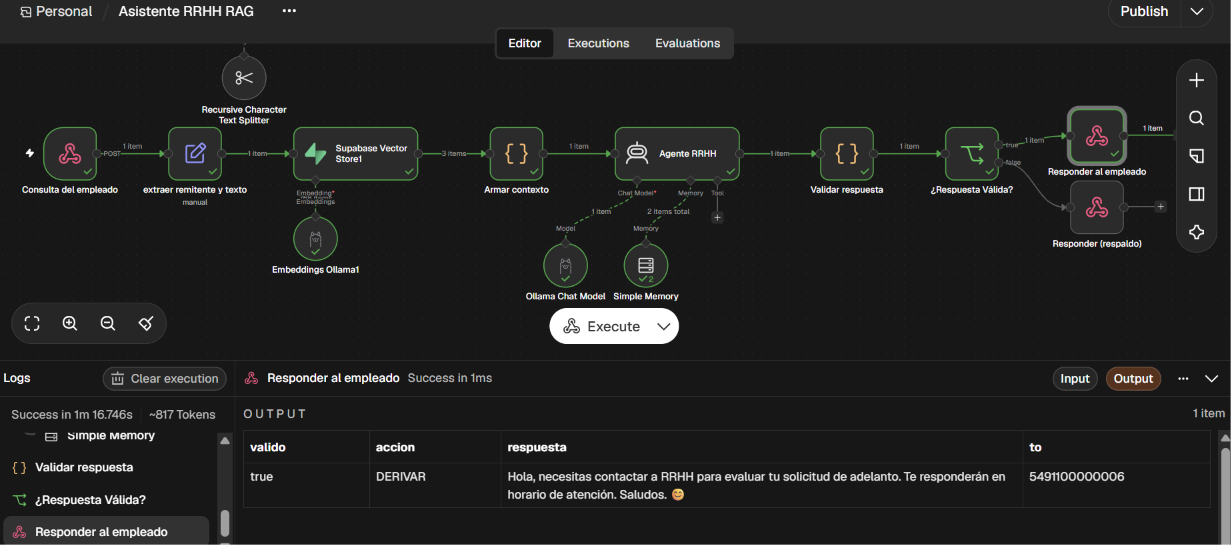 Personal / Asistente RRHH RAG ...
Publish
Editor Executions Evaluations
Recursive Character
Text Splitter
POST
1 item
1 item
3 items
1 item
1 item
1 item
true
1 item
false
1 item
Supabase Vector
Store1
Agente RRHH
Consulta del empleado
extraer remitente y texto
manual
Embedding*
Embeddings
Armar contexto
Chat Model*
Memory
Tool
Validar respuesta
¿Respuesta Válida?
Responder al empleado
Responder (respaldo)
1 item
2 items total
Model
Memory
Embeddings Ollama1
2
Ollama Chat Model
Simple Memory
Execute
Logs
Clear execution
Responder al empleado Success in 1ms
Input
Output
...
Success in 1m 16.746s ~817 Tokens
OUTPUT
1 item
Simple Memory
Validar respuesta
¿Respuesta Válida?
Responder al empleado
valido accion respuesta to
true DERIVAR Hola, necesitas contactar a RRHH para evaluar tu solicitud de adelanto. Te responderán en 5491100000006
horario de atención. Saludos. 😊